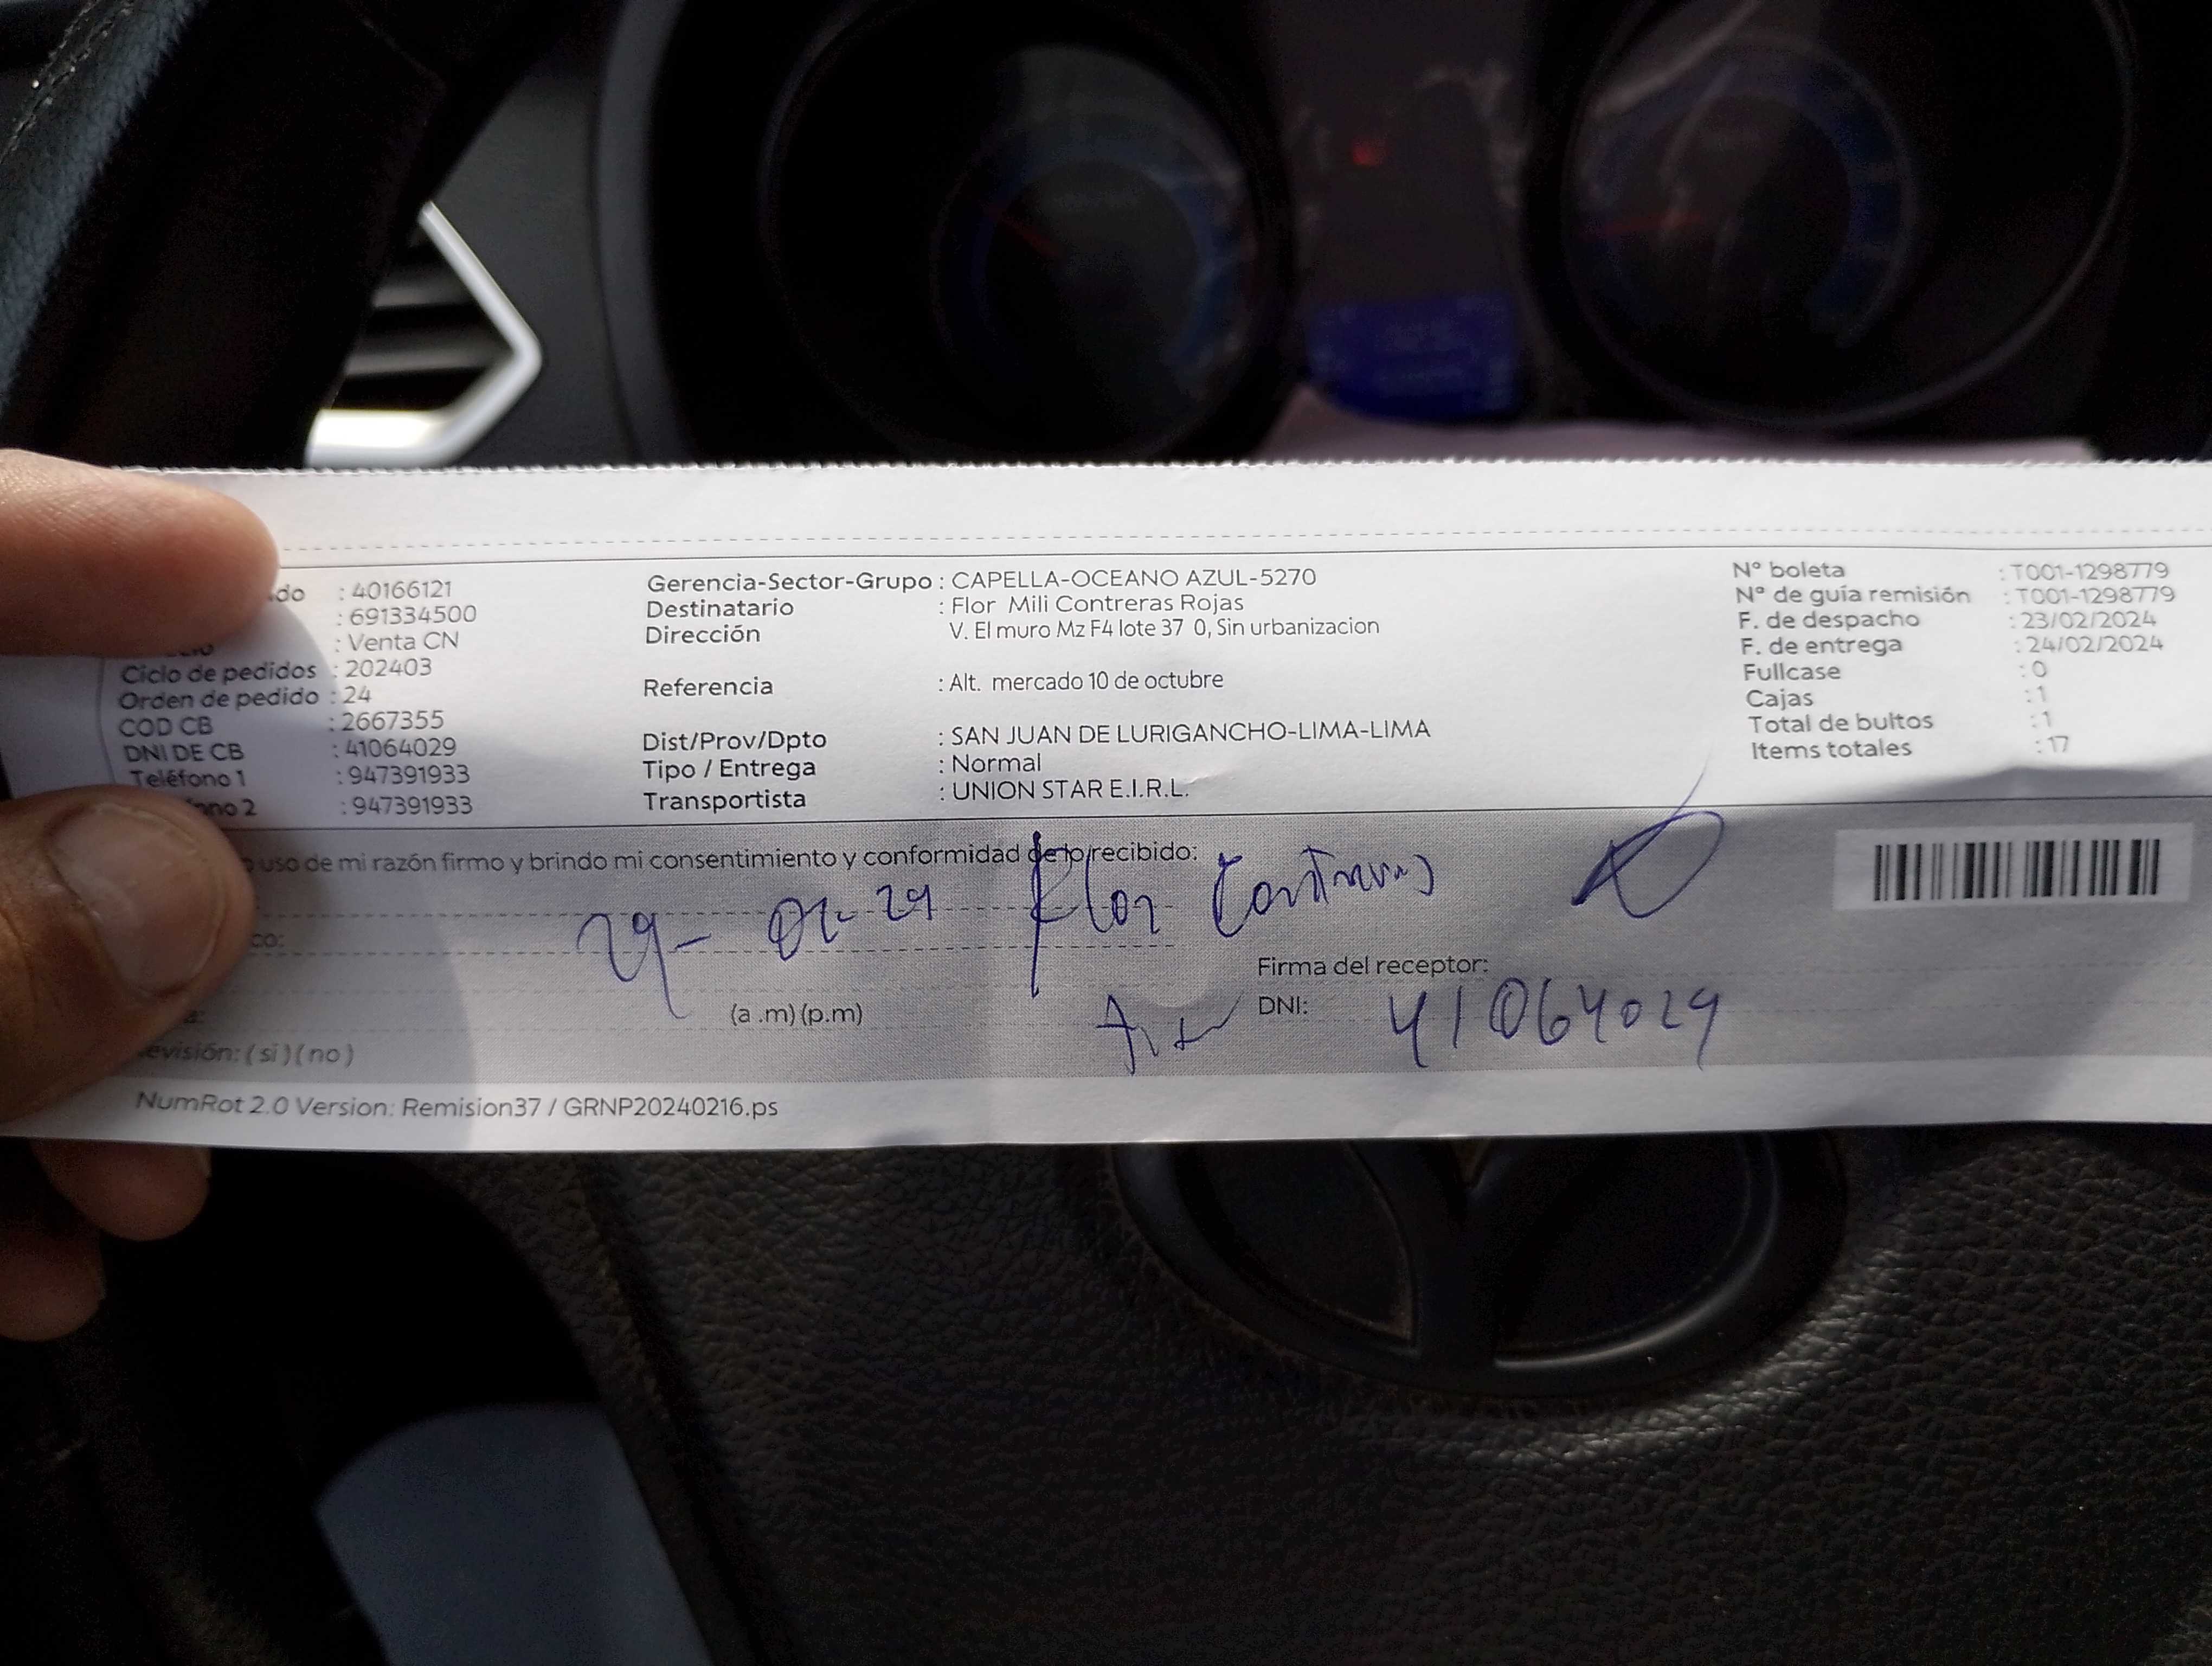 do : 40166121
: 691334500
: Venta CN
Ciclo de pedidos : 202403
Orden de pedido : 24
COD CB : 2667355
DNI DE CB : 41064029
Teléfono 1 : 947391933
ono 2 : 947391933
Gerencia-Sector-Grupo : CAPELLA-OCEANO AZUL-5270
Destinatario : Flor Mili Contreras Rojas
Dirección V. El muro Mz F4 lote 37 0, Sin urbanizacion
Referencia : Alt. mercado 10 de octubre
Dist/Prov/Dpto : SAN JUAN DE LURIGANCHO-LIMA-LIMA
Tipo / Entrega : Normal
Transportista : UNION STAR E.I.R.L.
Nº boleta : T001-1298779
Nº de guía remisión : T001-1298779
F. de despacho : 23/02/2024
F. de entrega : 24/02/2024
Fullcase : 0
Cajas : 1
Total de bultos : 1
Items totales : 17
uso de mi razón firmo y brindo mi consentimiento y conformidad de lo recibido:
Flor Contreras
co:
Firma del receptor:
(a .m) (p.m)
DNI: 41064029
evisión: ( si ) ( no )
NumRot 2.0 Version: Remision37 / GRNP20240216.ps